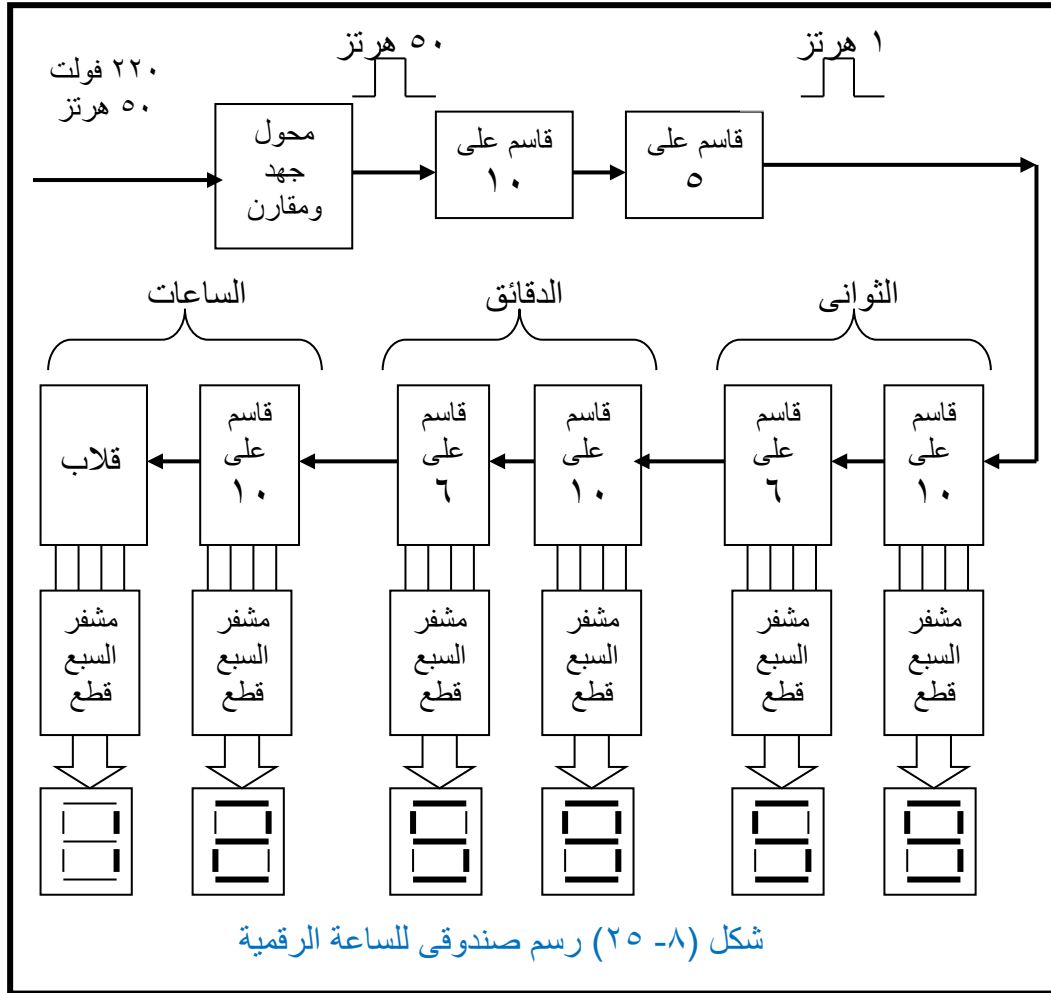 ٢٢٠ فولت
٥٠ هرتز
٥٠ هرتز
١ هرتز
محول
جهد
ومقارن
قاسم على
١٠
قاسم على
٥
الثوانى
الدقائق
الساعات
قاسم
على
١٠
قاسم
على
٦
قاسم
على
١٠
قاسم
على
٦
قاسم
على
١٠
قلاب
مشفر
السبع
قطع
مشفر
السبع
قطع
مشفر
السبع
قطع
مشفر
السبع
قطع
مشفر
السبع
قطع
مشفر
السبع
قطع
12 59 59
شكل (٨- ٢٥) رسم صندوقى للساعة الرقمية